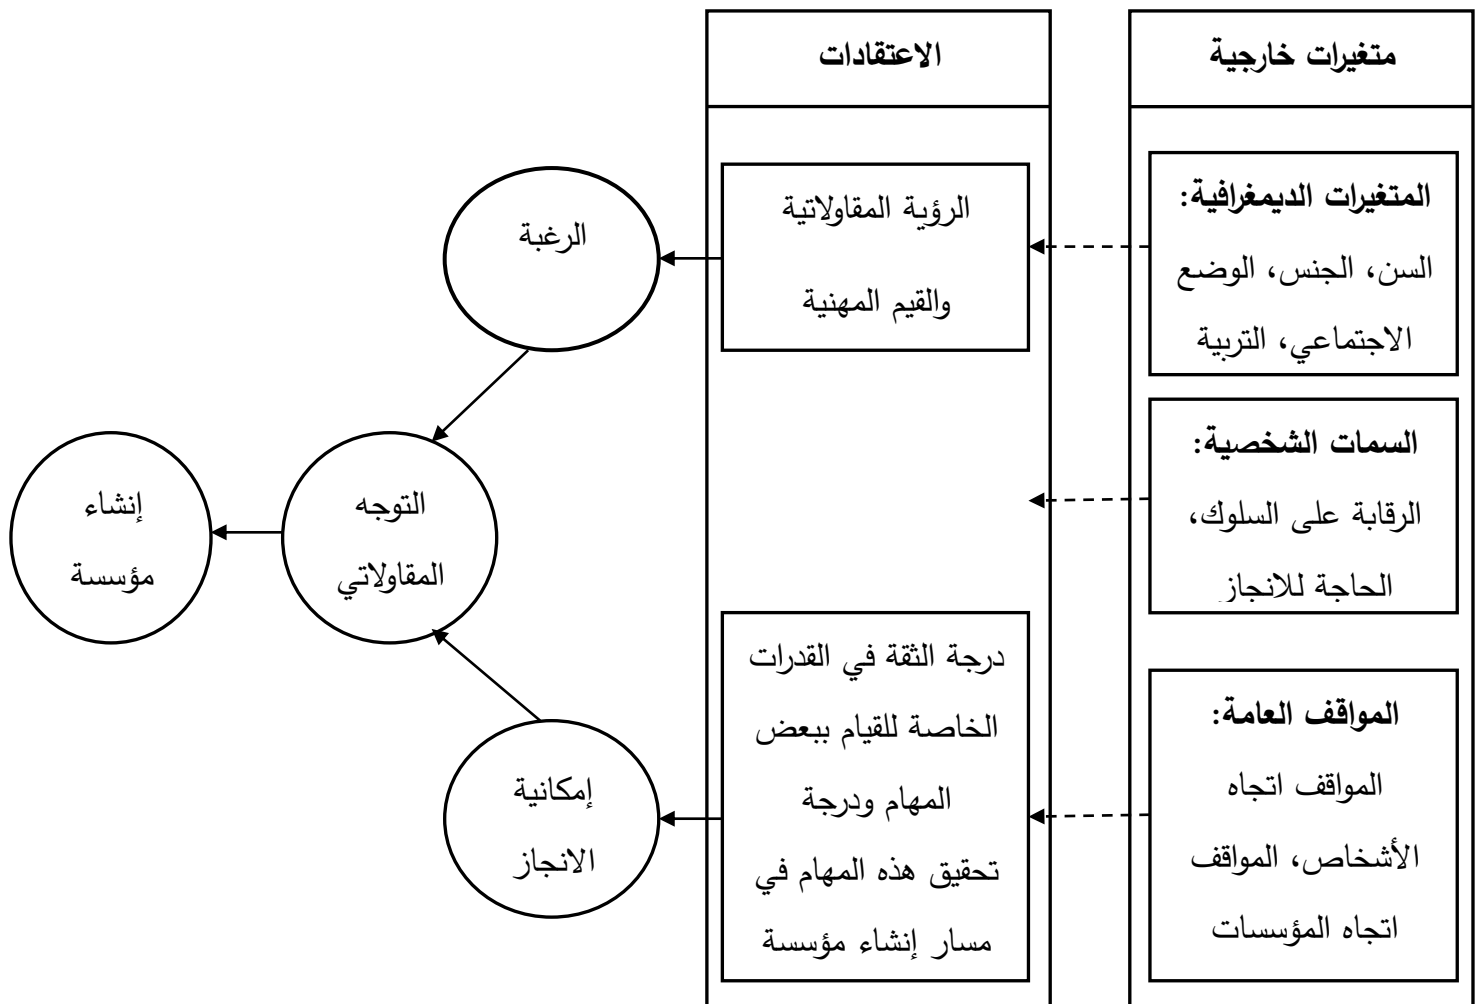 متغيرات خارجية
المتغيرات الديمغرافية:
السن، الجنس، الوضع
الاجتماعي، التربية
السمات الشخصية:
الرقابة على السلوك،
الحاجة للانجاز
المواقف العامة:
المواقف اتجاه
الأشخاص، المواقف
اتجاه المؤسسات
الاعتقادات
الرؤية المقاولاتية
والقيم المهنية
درجة الثقة في القدرات
الخاصة للقيام ببعض
المهام ودرجة
تحقيق هذه المهام في
مسار إنشاء مؤسسة
الرغبة
إمكانية
الانجاز
التوجه
المقاولاتي
إنشاء
مؤسسة